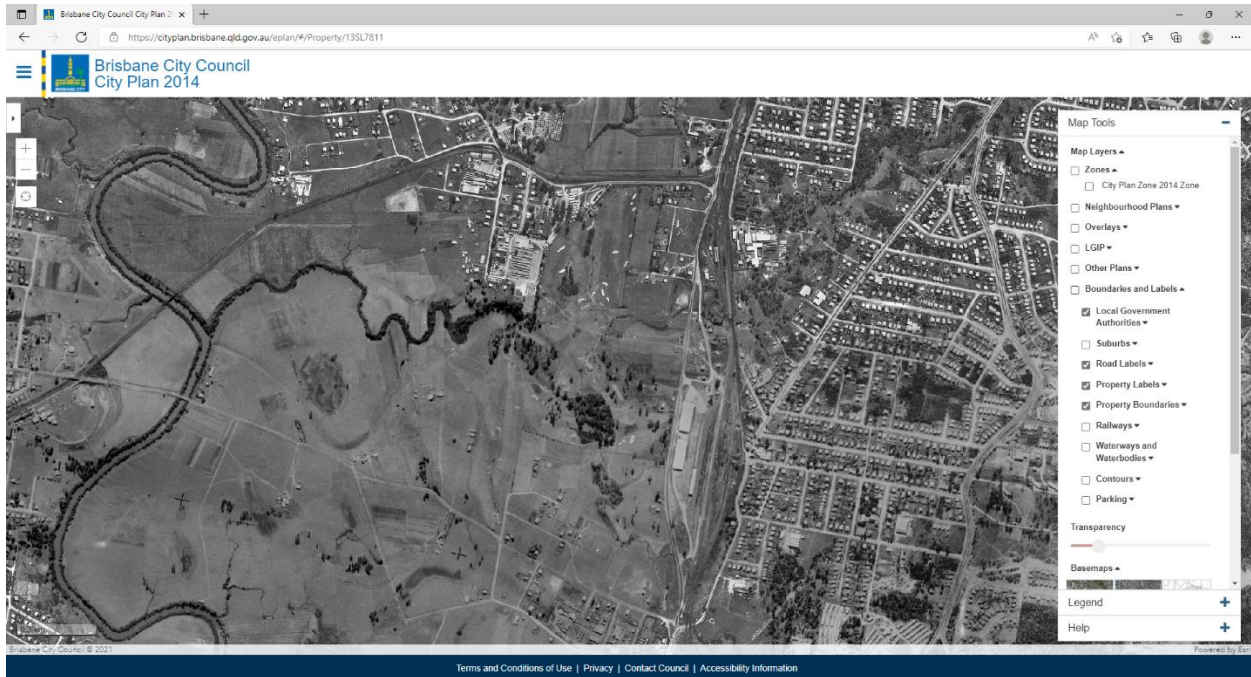 Brisbane City Council City Plan 2
https://cityplan.brisbane.qld.gov.au/eplan/#/Property/13SL7811
Brisbane City Council
City Plan 2014
BRISBANE CITY
Map Tools
Map Layers
Zones
City Plan Zone 2014 Zone
Neighbourhood Plans
Overlays
LGIP
Other Plans
Boundaries and Labels
Local Government
Authorities
Suburbs
Road Labels
Property Labels
Property Boundaries
Railways
Waterways and
Waterbodies
Contours
Parking
Transparency
Basemaps
Legend
Help
Brisbane City Council © 2021
Powered by Esri
Terms and Conditions of Use | Privacy | Contact Council | Accessibility Information